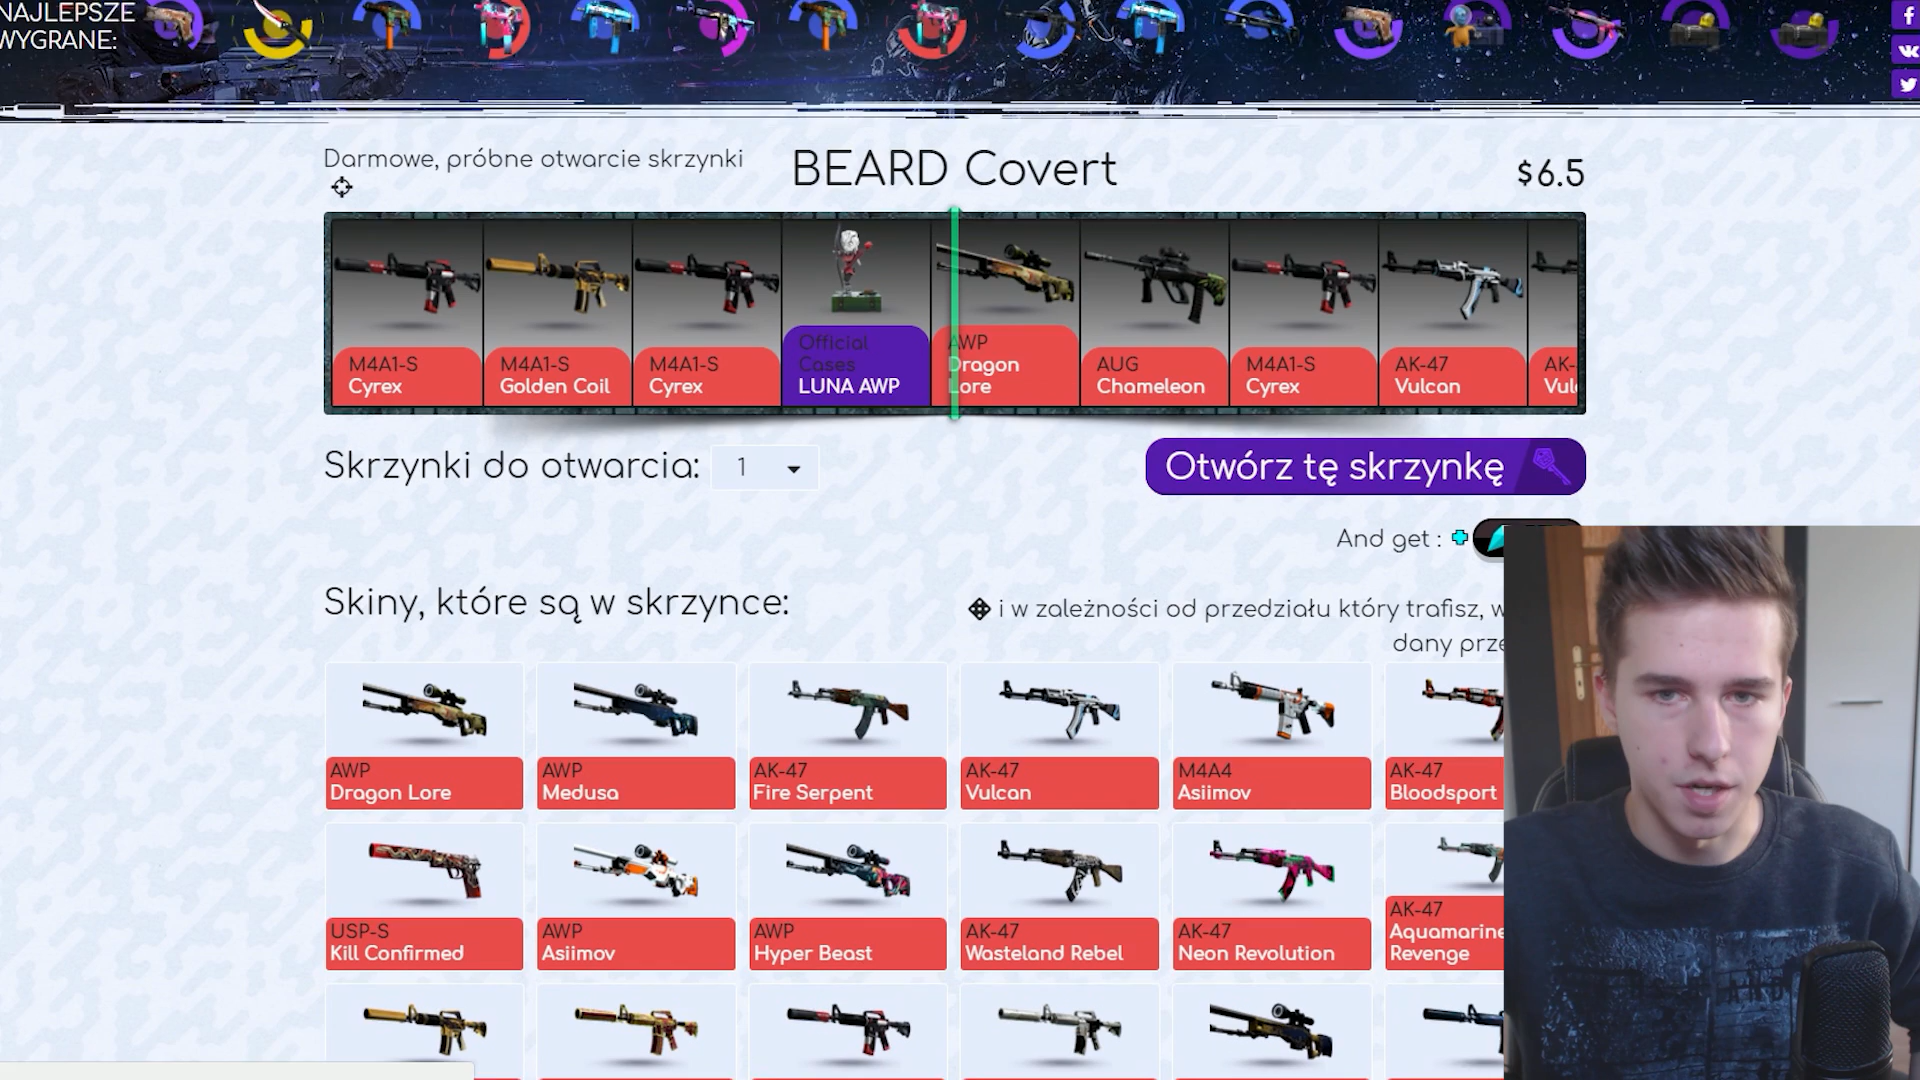 NAJLEPSZE
WYGRANE:
Darmowe, próbne otwarcie skrzynki
BEARD Covert
$6.5
M4A1-S
Cyrex
M4A1-S
Golden Coil
M4A1-S
Cyrex
Official
Cases
LUNA AWP
AWP
Dragon
Lore
AUG
Chameleon
M4A1-S
Cyrex
AK-47
Vulcan
AK-
Vul
Skrzynki do otwarcia: 1
Otwórz tę skrzynkę
And get :
Skiny, które są w skrzynce:
i w zależności od przedziału który trafisz, w
dany prze
AWP
Dragon Lore
AWP
Medusa
AK-47
Fire Serpent
AK-47
Vulcan
M4A4
Asiimov
AK-47
Bloodsport
USP-S
Kill Confirmed
AWP
Asiimov
AWP
Hyper Beast
AK-47
Wasteland Rebel
AK-47
Neon Revolution
AK-47
Aquamarine
Revenge